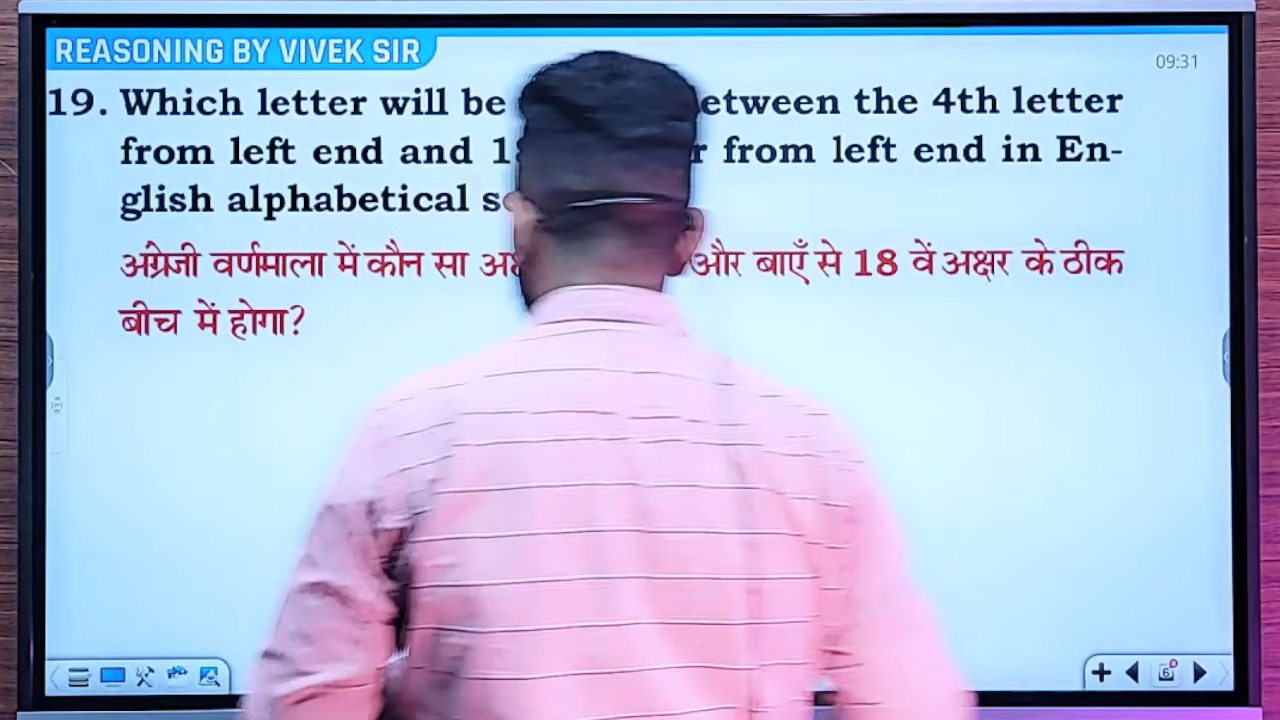 REASONING BY VIVEK SIR
09:31
19. Which letter will be etween the 4th letter
from left end and 1 r from left end in En-
glish alphabetical s
अंग्रेजी वर्णमाला में कौन सा और बाएँ से 18 वें अक्षर के ठीक
बीच में होगा?